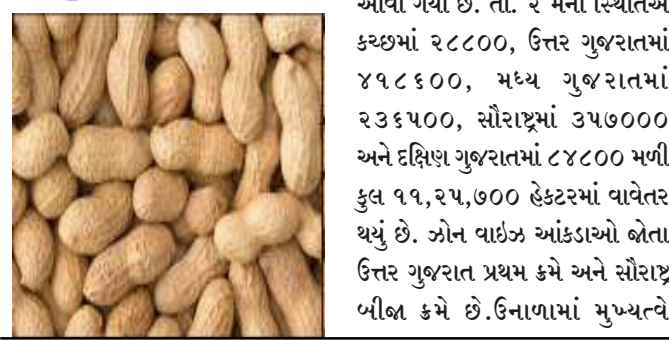 આવી ગયા છે. તા. ૨ મેની સ્થિતિએ
કચ્છમાં ૨૮૮૦૦, ઉત્તર ગુજરાતમાં
૪૧૮૬૦૦, મધ્ય ગુજરાતમાં
૨૩૬૫૦૦, સૌરાષ્ટ્રમાં ૩૫૭૦૦૦
અને દક્ષિણ ગુજરાતમાં ૮૪૮૦૦ મળી
કુલ ૧૧,૨૫,૭૦૦ હેકટરમાં વાવેતર
થયું છે. ઝોન વાઇઝ આંકડાઓ જોતા
ઉત્તર ગુજરાત પ્રથમ ક્રમે અને સૌરાષ્ટ્ર
બીજા ક્રમે છે.ઉનાળામાં મુખ્યત્વે